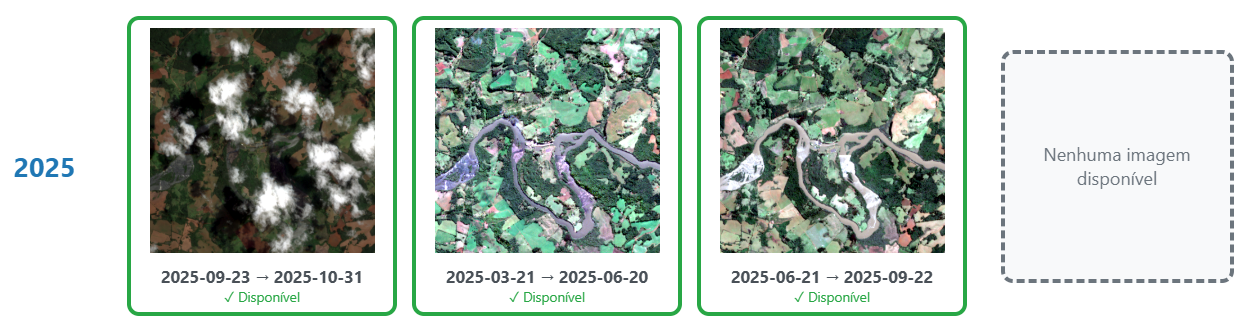 2025
2025-09-23 → 2025-10-31
✓ Disponível
2025-03-21 → 2025-06-20
✓ Disponível
2025-06-21 → 2025-09-22
✓ Disponível
Nenhuma imagem
disponível